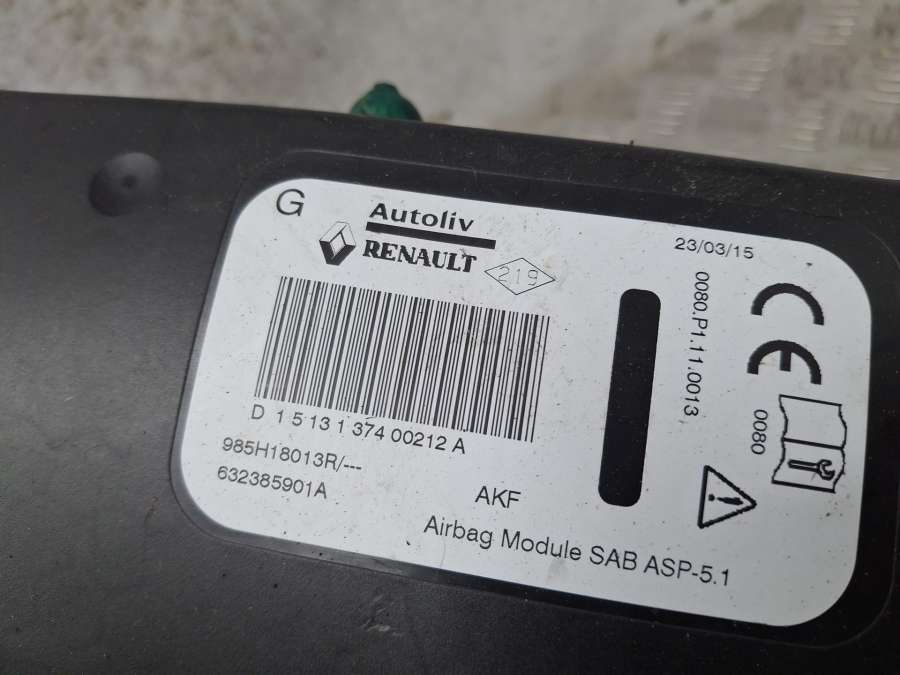 G
Autoliv
RENAULT
219
23/03/15
0080.P1.11.0013
CE
0080
D 1 5 13 1 374 00212 A
985H18013R/---
632385901A
AKF
Airbag Module SAB ASP-5.1